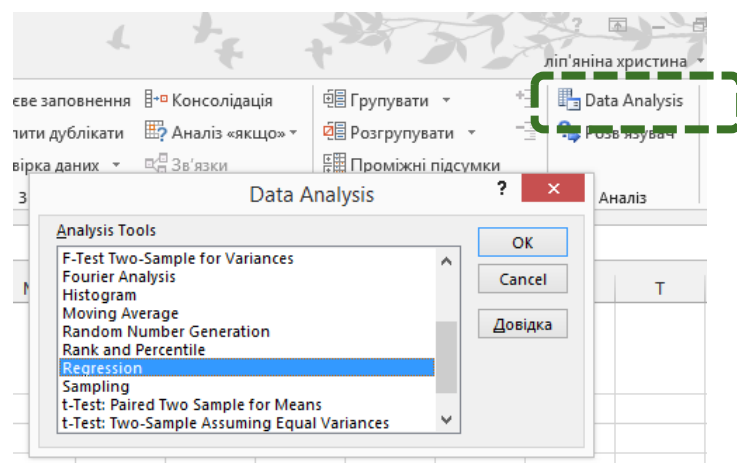 ?
ліп'яніна христина
єве заповнення
Консолідація
Групувати
Data Analysis
лити дублікати
Аналіз «якщо»
Розгрупувати
Розв'язувач
вірка даних
Зв'язки
Проміжні підсумки
З
Аналіз
Data Analysis
?
Analysis Tools
F-Test Two-Sample for Variances
Fourier Analysis
Histogram
Moving Average
Random Number Generation
Rank and Percentile
Regression
Sampling
t-Test: Paired Two Sample for Means
t-Test: Two-Sample Assuming Equal Variances
OK
Cancel
Довідка
T